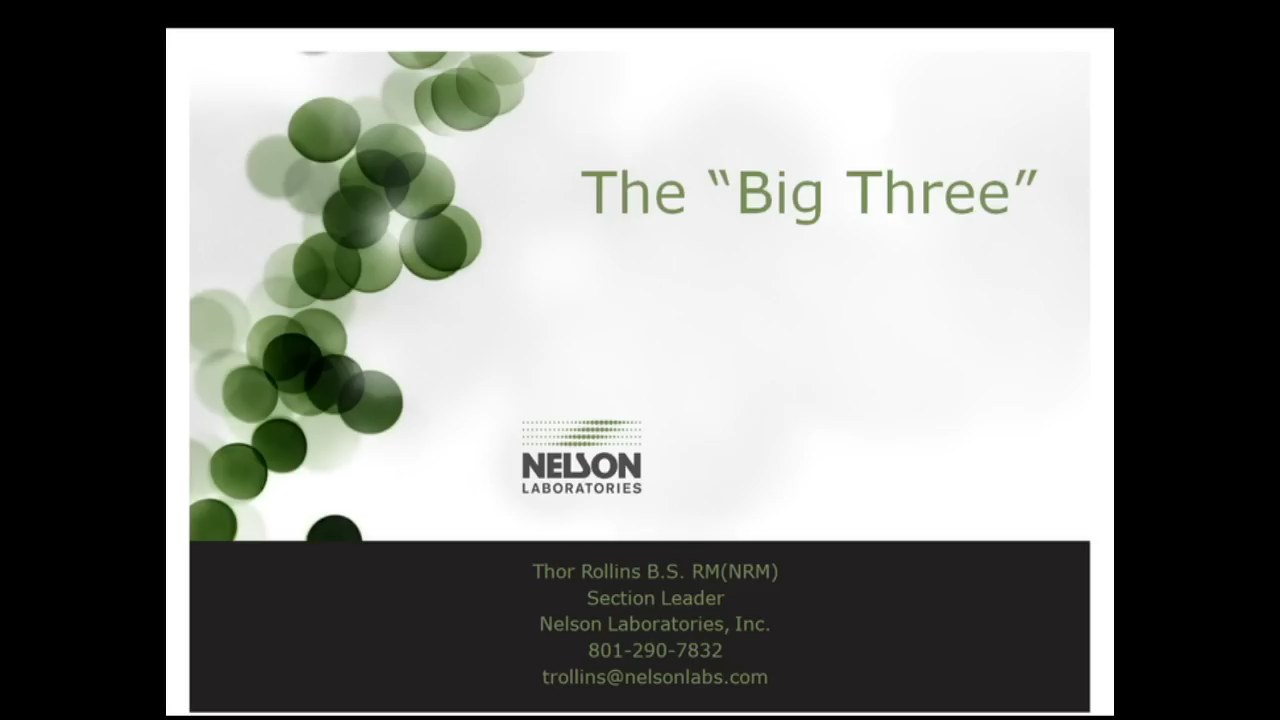 The “Big Three”
NELSON
LABORATORIES
Thor Rollins B.S. RM(NRM)
Section Leader
Nelson Laboratories, Inc.
801-290-7832
trollins@nelsonlabs.com